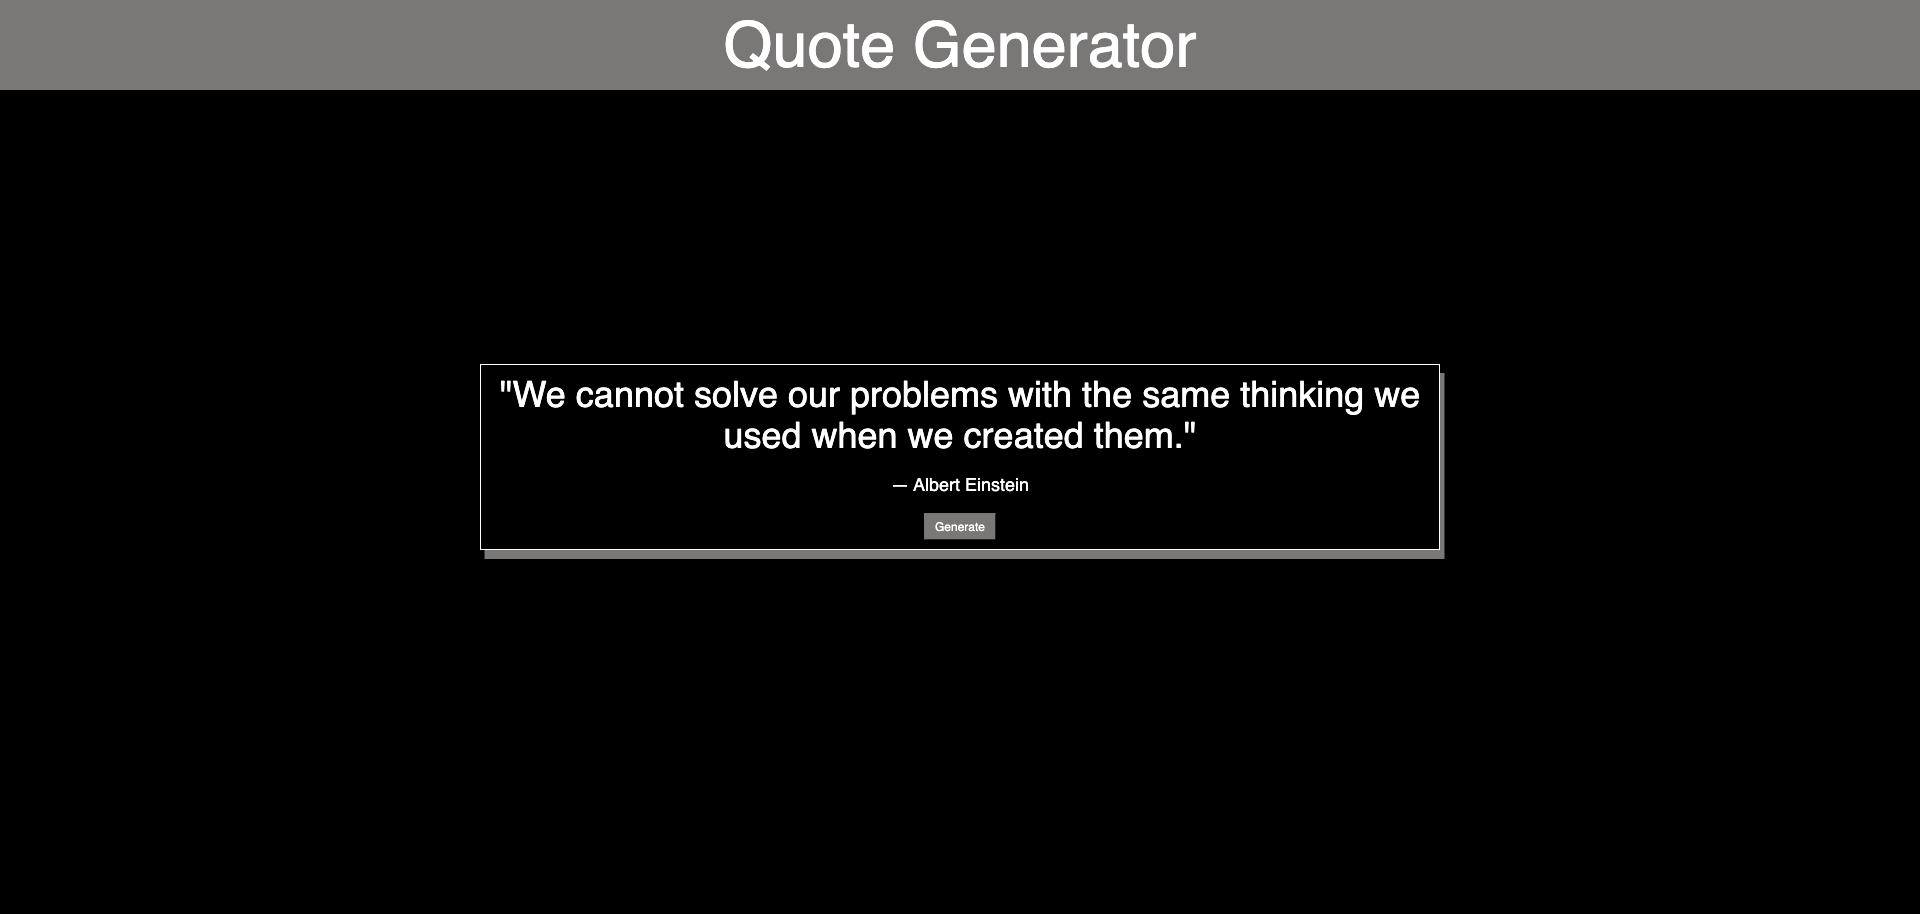 Quote Generator
"We cannot solve our problems with the same thinking we
used when we created them."
— Albert Einstein
Generate